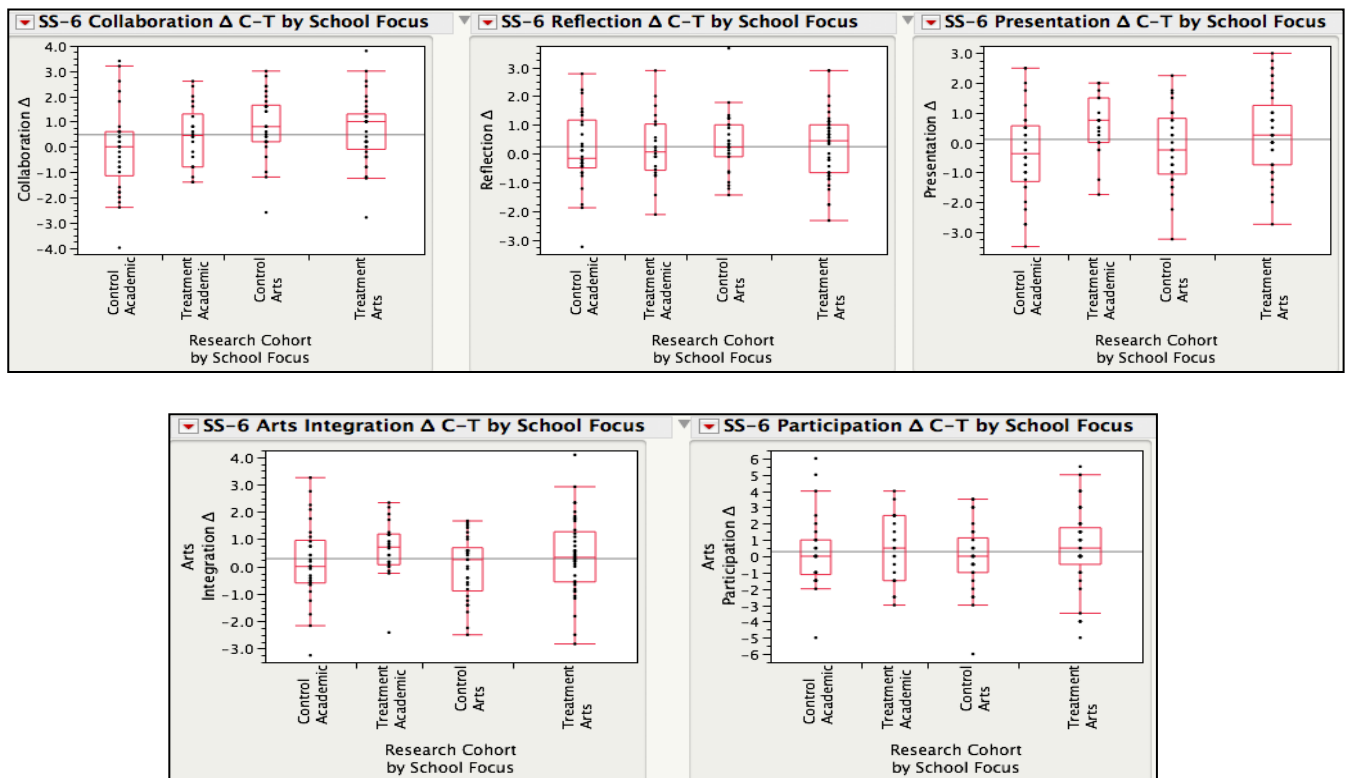 SS-6 Collaboration Δ C-T by School Focus
4.0
3.0
2.0
1.0
0.0
-1.0
-2.0
-3.0
-4.0
Collaboration Δ
Control Academic
Treatment Academic
Control Arts
Treatment Arts
Research Cohort
by School Focus
SS-6 Reflection Δ C-T by School Focus
3.0
2.0
1.0
0.0
-1.0
-2.0
-3.0
Reflection Δ
Control Academic
Treatment Academic
Control Arts
Treatment Arts
Research Cohort
by School Focus
SS-6 Presentation Δ C-T by School Focus
3.0
2.0
1.0
0.0
-1.0
-2.0
-3.0
Presentation Δ
Control Academic
Treatment Academic
Control Arts
Treatment Arts
Research Cohort
by School Focus
SS-6 Arts Integration Δ C-T by School Focus
4.0
3.0
2.0
1.0
0.0
-1.0
-2.0
-3.0
Arts
Integration Δ
Control Academic
Treatment Academic
Control Arts
Treatment Arts
Research Cohort
by School Focus
SS-6 Participation Δ C-T by School Focus
6
5
4
3
2
1
0
-1
-2
-3
-4
-5
-6
Arts
Participation Δ
Control Academic
Treatment Academic
Control Arts
Treatment Arts
Research Cohort
by School Focus